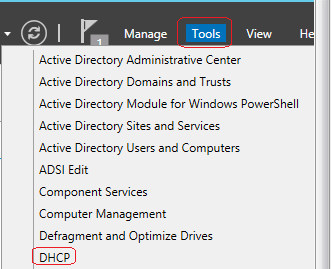 1 Manage Tools View He
Active Directory Administrative Center
Active Directory Domains and Trusts
Active Directory Module for Windows PowerShell
Active Directory Sites and Services
Active Directory Users and Computers
ADSI Edit
Component Services
Computer Management
Defragment and Optimize Drives
DHCP